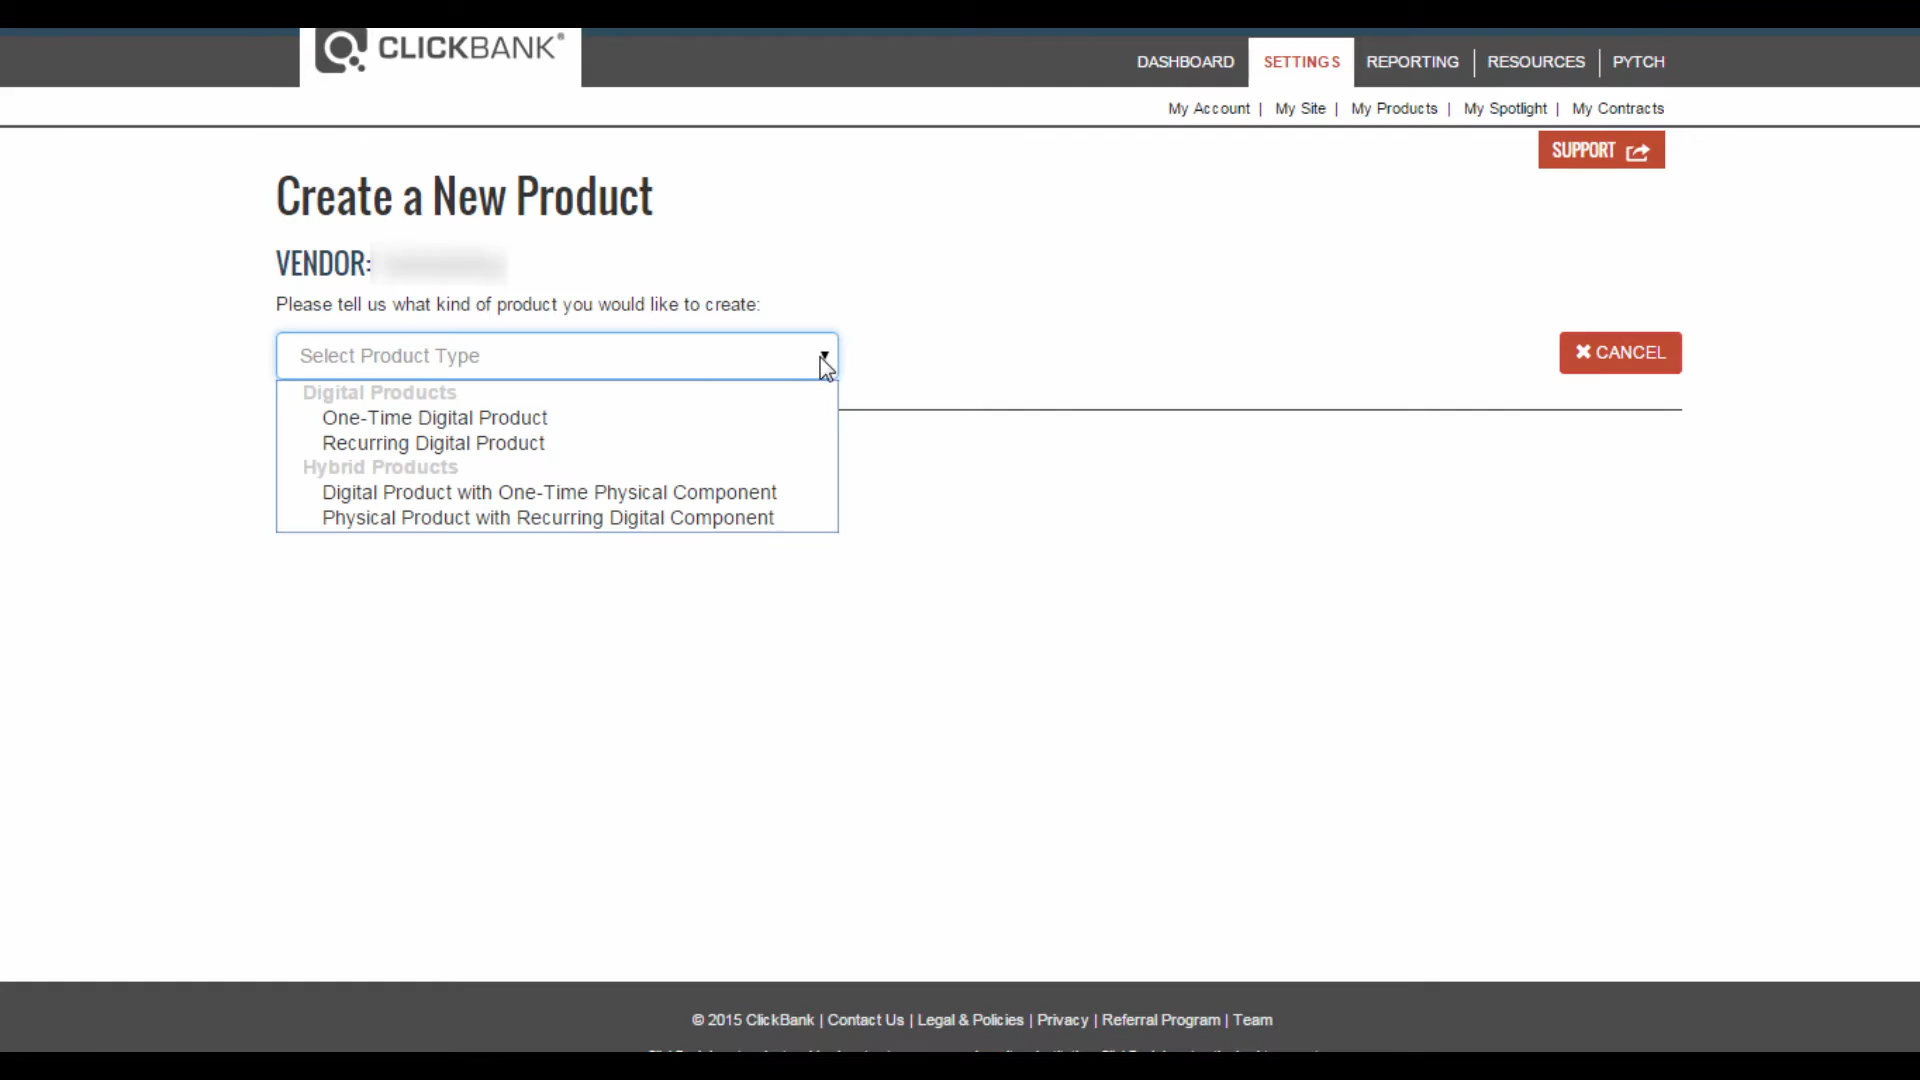 CLICKBANK®
DASHBOARD SETTINGS REPORTING RESOURCES PYTCH
My Account | My Site | My Products | My Spotlight | My Contracts
SUPPORT
Create a New Product
VENDOR:
Please tell us what kind of product you would like to create:
Select Product Type
CANCEL
Digital Products
One-Time Digital Product
Recurring Digital Product
Hybrid Products
Digital Product with One-Time Physical Component
Physical Product with Recurring Digital Component
© 2015 ClickBank | Contact Us | Legal & Policies | Privacy | Referral Program | Team